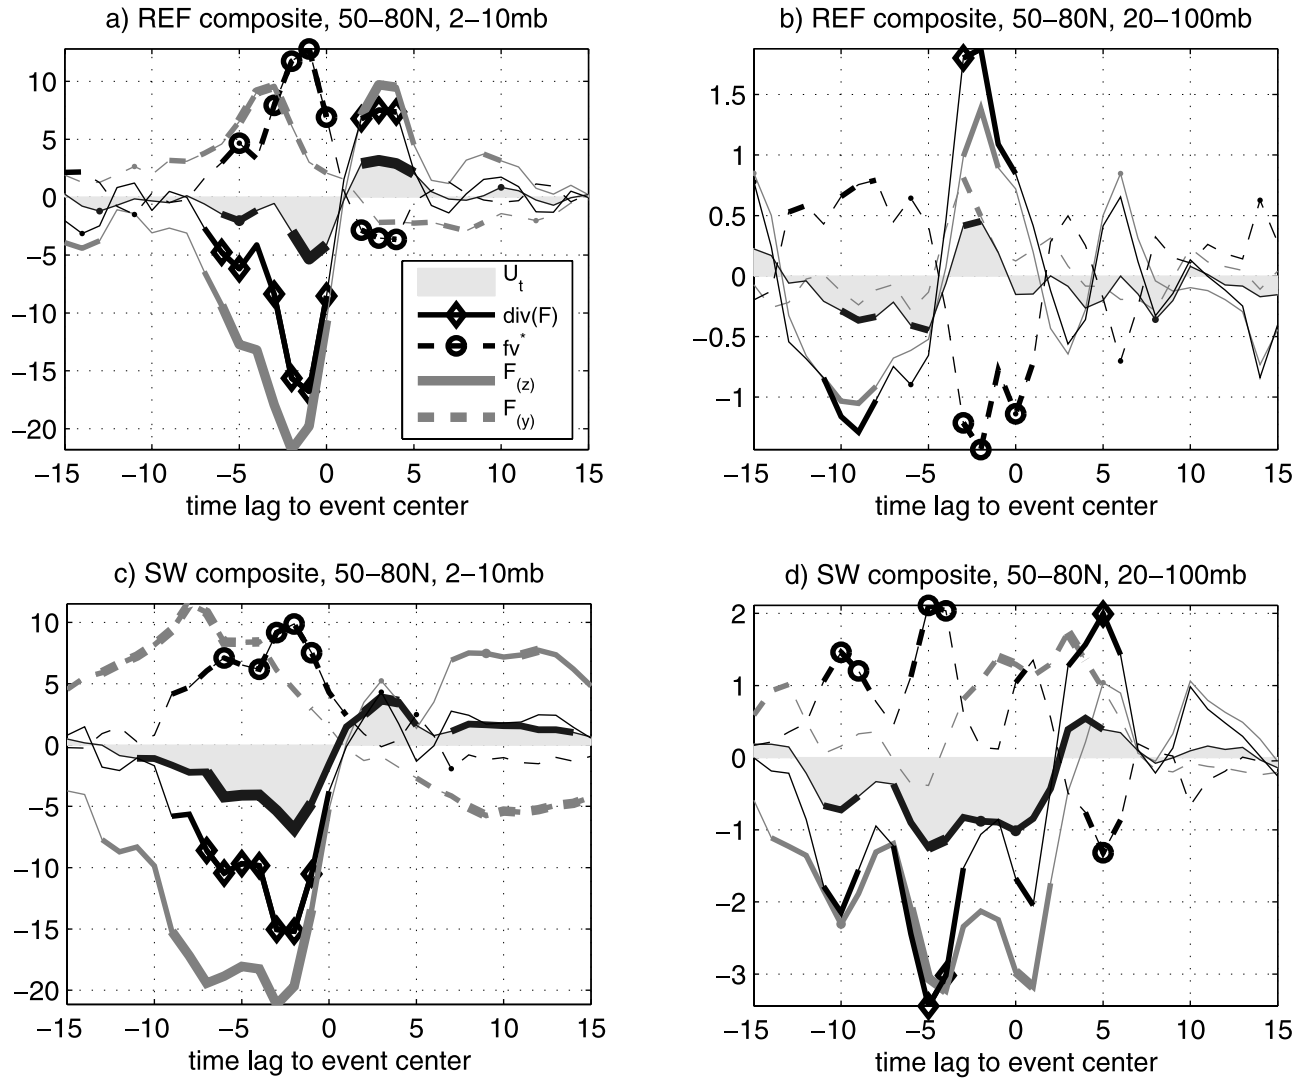 a) REF composite, 50–80N, 2–10mb
10
5
0
−5
−10
−15
−20
−15 −10 −5 0 5 10 15
time lag to event center
U_t
div(F)
fv*
F_(z)
F_(y)
b) REF composite, 50–80N, 20–100mb
1.5
1
0.5
0
−0.5
−1
−15 −10 −5 0 5 10 15
time lag to event center
c) SW composite, 50–80N, 2–10mb
10
5
0
−5
−10
−15
−20
−15 −10 −5 0 5 10 15
time lag to event center
d) SW composite, 50–80N, 20–100mb
2
1
0
−1
−2
−3
−15 −10 −5 0 5 10 15
time lag to event center